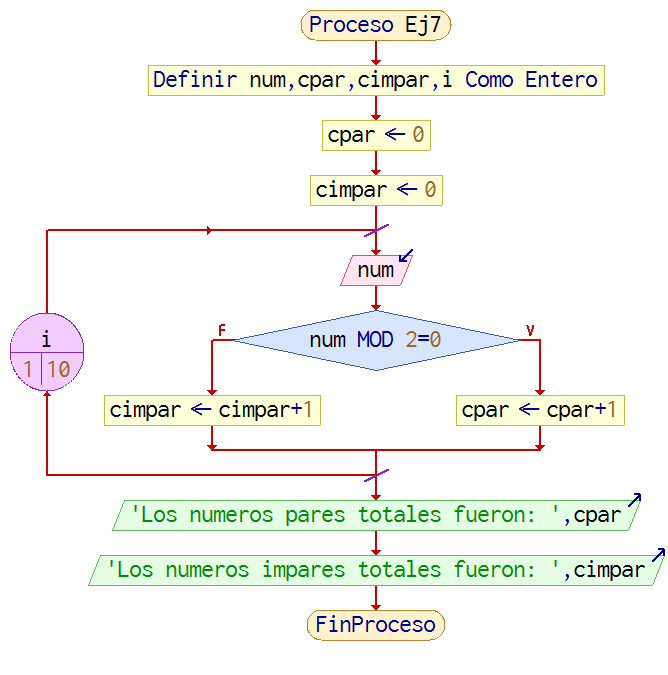 Proceso Ej7
Definir num,cpar,cimpar,i Como Entero
cpar ← 0
cimpar ← 0
num
i
1 10
F
num MOD 2=0
V
cimpar ← cimpar+1
cpar ← cpar+1
'Los numeros pares totales fueron: ',cpar
'Los numeros impares totales fueron: ',cimpar
FinProceso